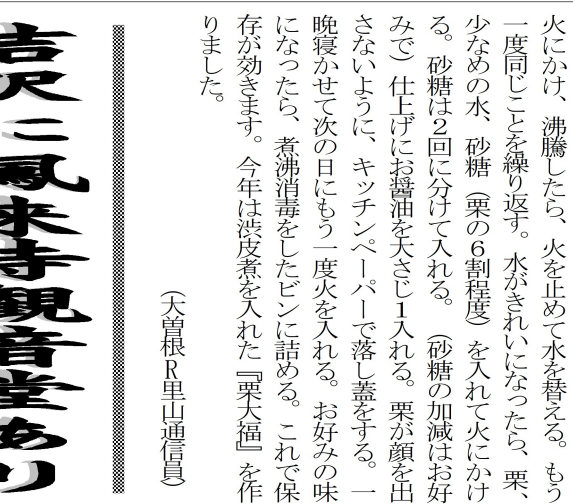 火にかけ、沸騰したら、火を止めて水を替える。もう
一度同じことを繰り返す。水がきれいになったら、栗、
少なめの水、砂糖（栗の６割程度）を入れて火にかけ
る。砂糖は２回に分けて入れる。（砂糖の加減はお好
みで）仕上げにお醤油を大さじ１入れる。栗が顔を出
さないように、キッチンペーパーで落し蓋をする。一
晩寝かせて次の日にもう一度火を入れる。お好みの味
になったら、煮沸消毒をしたビンに詰める。これで保
存が効きます。今年は渋皮煮を入れた『栗大福』を作
りました。
（大曽根Ｒ里山通信員）
吉沢に鳳来寺観音堂あり